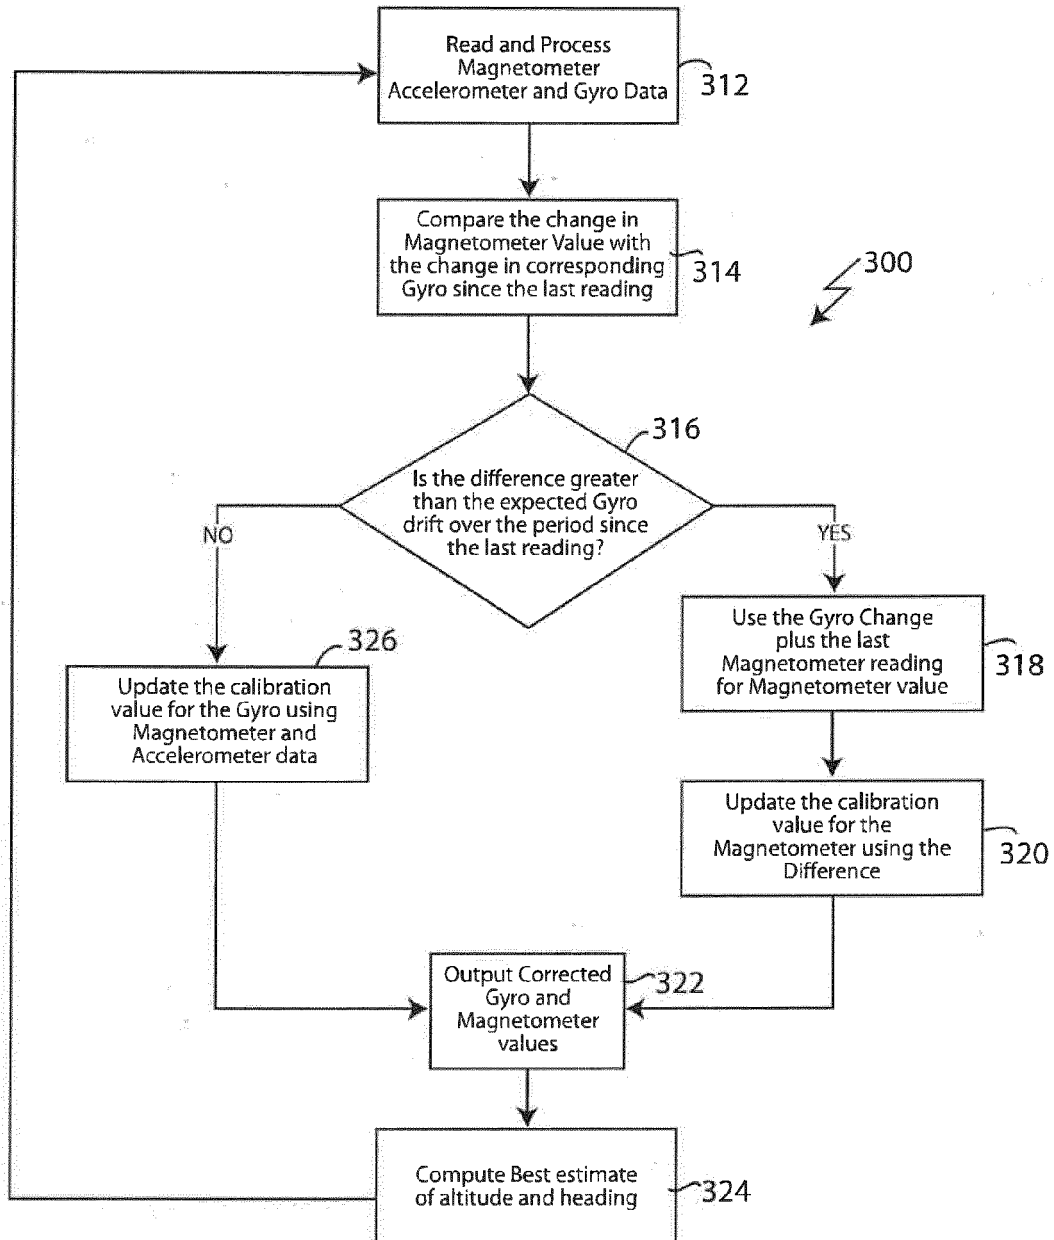 Read and Process
Magnetometer
Accelerometer and Gyro Data
312
Compare the change in
Magnetometer Value with
the change in corresponding
Gyro since the last reading
314
300
316
Is the difference greater
than the expected Gyro
drift over the period since
the last reading?
NO
YES
326
Update the calibration
value for the Gyro using
Magnetometer and
Accelerometer data
Use the Gyro Change
plus the last
Magnetometer reading
for Magnetometer value
318
Update the calibration
value for the
Magnetometer using the
Difference
320
Output Corrected
Gyro and
Magnetometer
values
322
Compute Best estimate
of altitude and heading
324